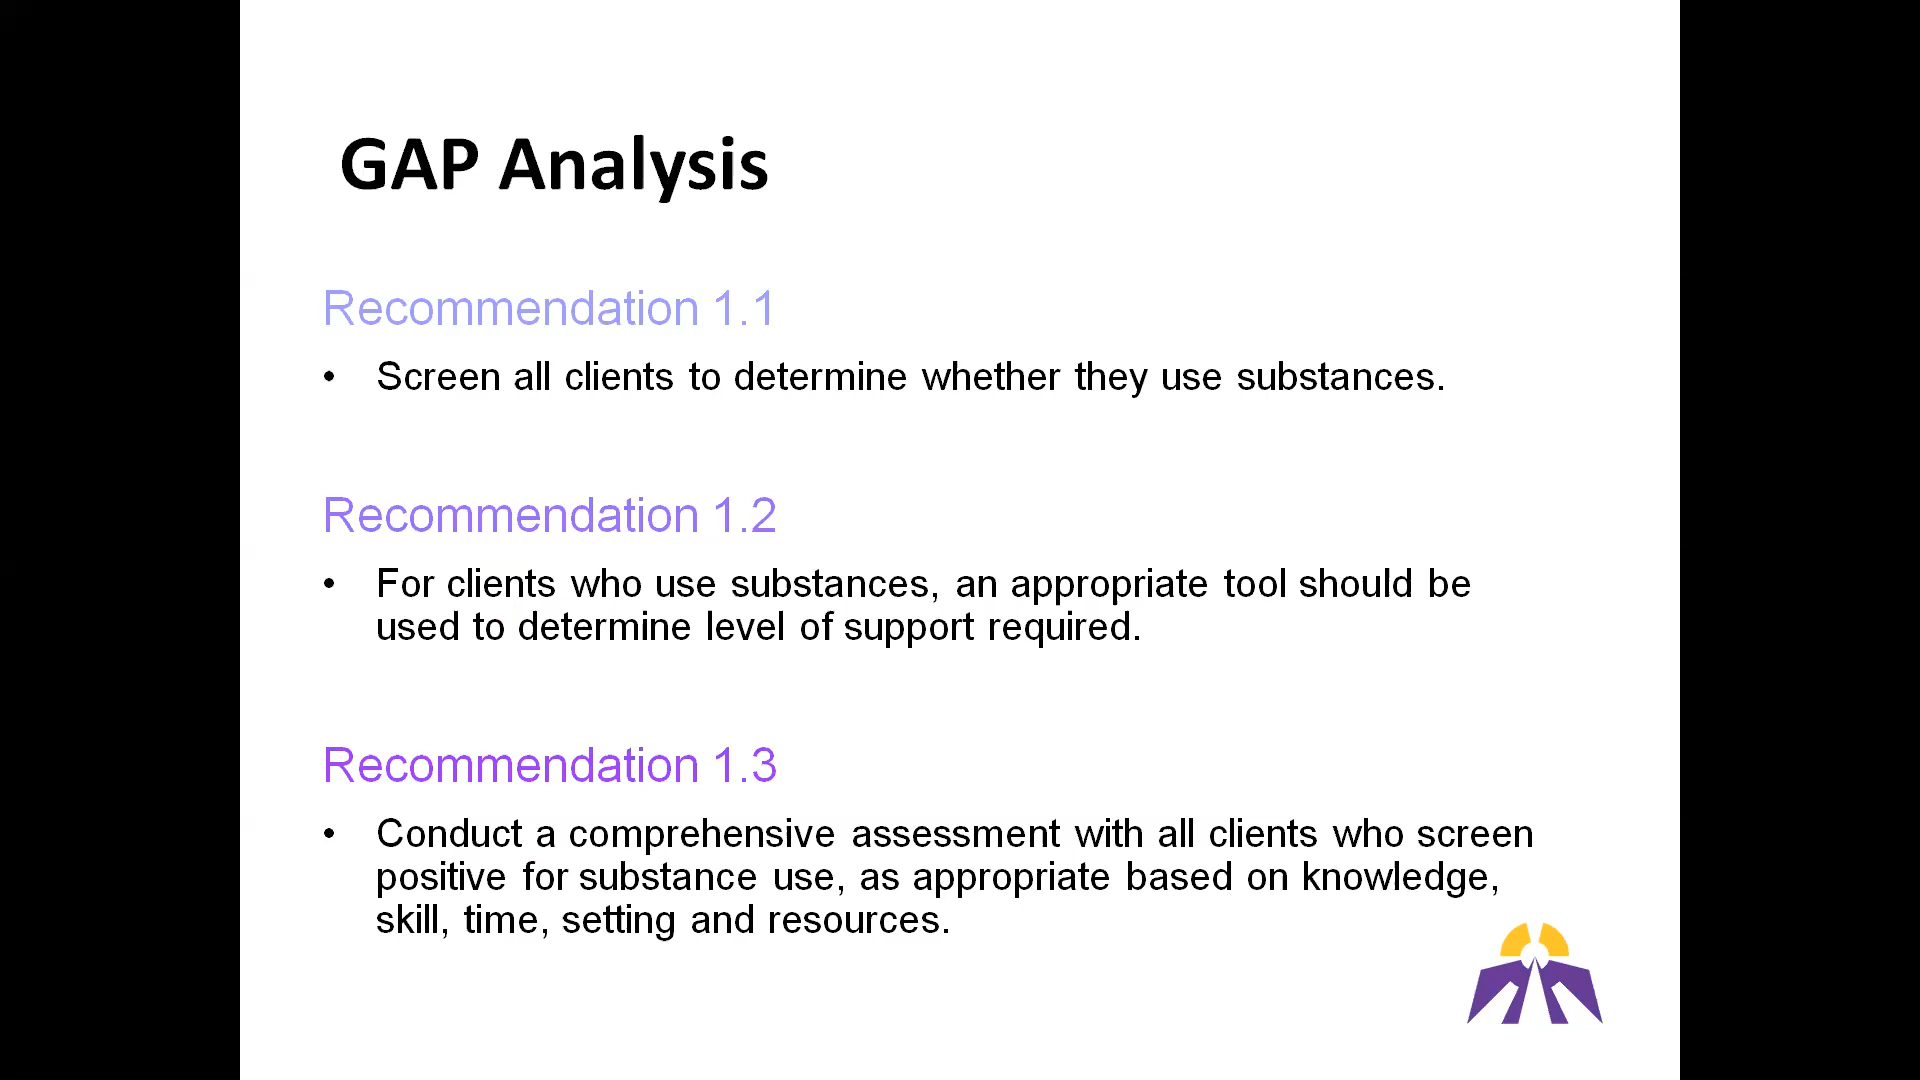 GAP Analysis
Recommendation 1.1
• Screen all clients to determine whether they use substances.
Recommendation 1.2
• For clients who use substances, an appropriate tool should be
used to determine level of support required.
Recommendation 1.3
• Conduct a comprehensive assessment with all clients who screen
positive for substance use, as appropriate based on knowledge,
skill, time, setting and resources.